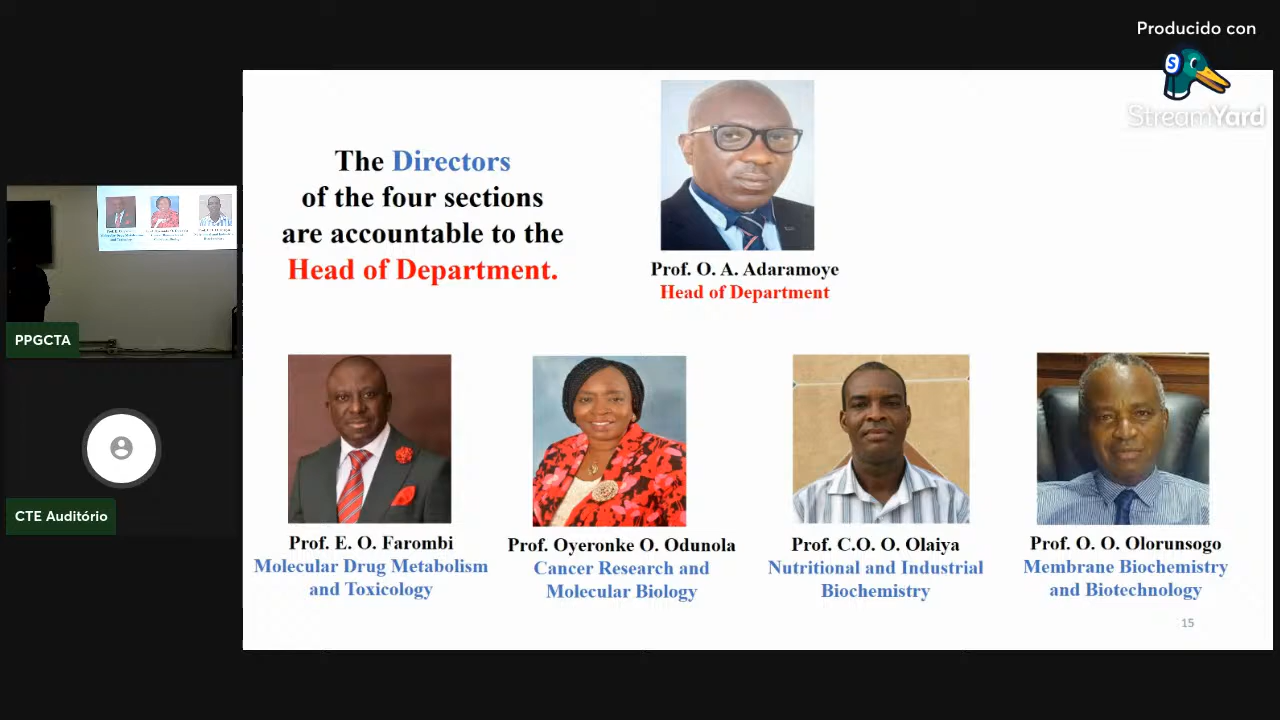 Producido con
StreamYard
The Directors
of the four sections
are accountable to the
Head of Department.
Prof. O. A. Adaramoye
Head of Department
PPGCTA
CTE Auditório
Prof. E. O. Farombi
Molecular Drug Metabolism
and Toxicology
Prof. Oyeronke O. Odunola
Cancer Research and
Molecular Biology
Prof. C.O. O. Olaiya
Nutritional and Industrial
Biochemistry
Prof. O. O. Olorunsogo
Membrane Biochemistry
and Biotechnology
15